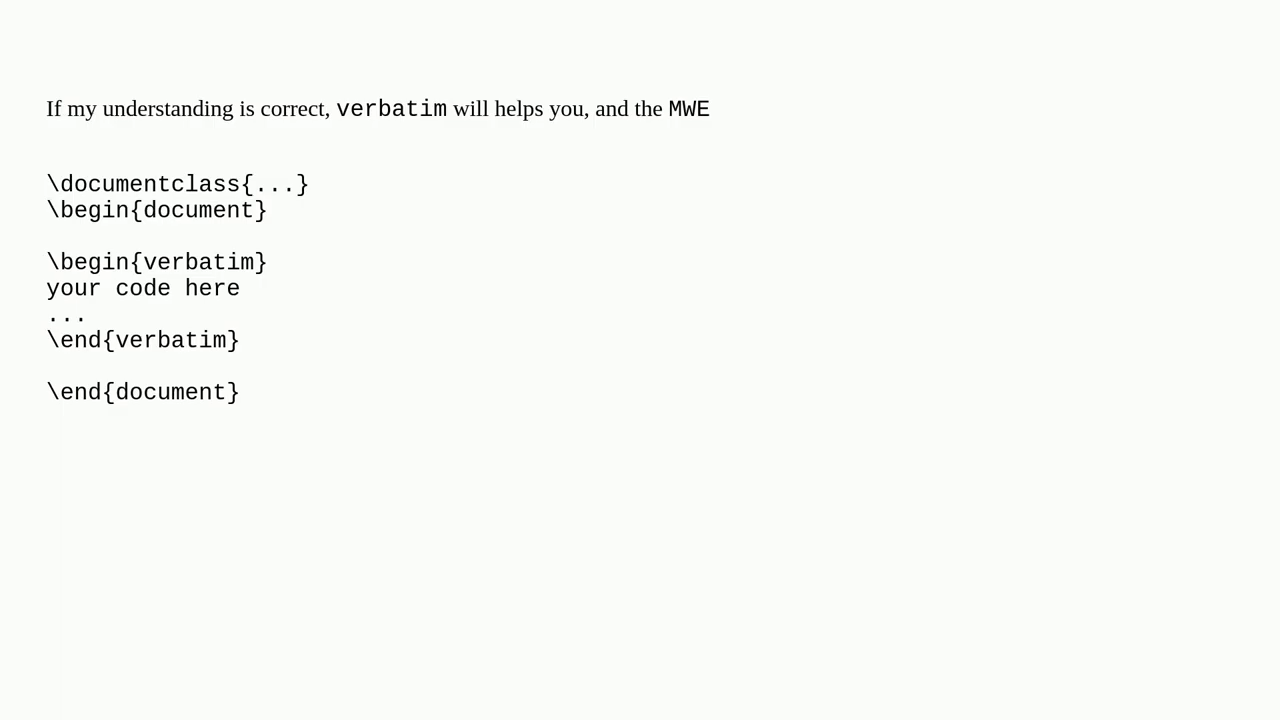 If my understanding is correct, verbatim will helps you, and the MWE
\documentclass{...}
\begin{document}
\begin{verbatim}
your code here
...
\end{verbatim}
\end{document}